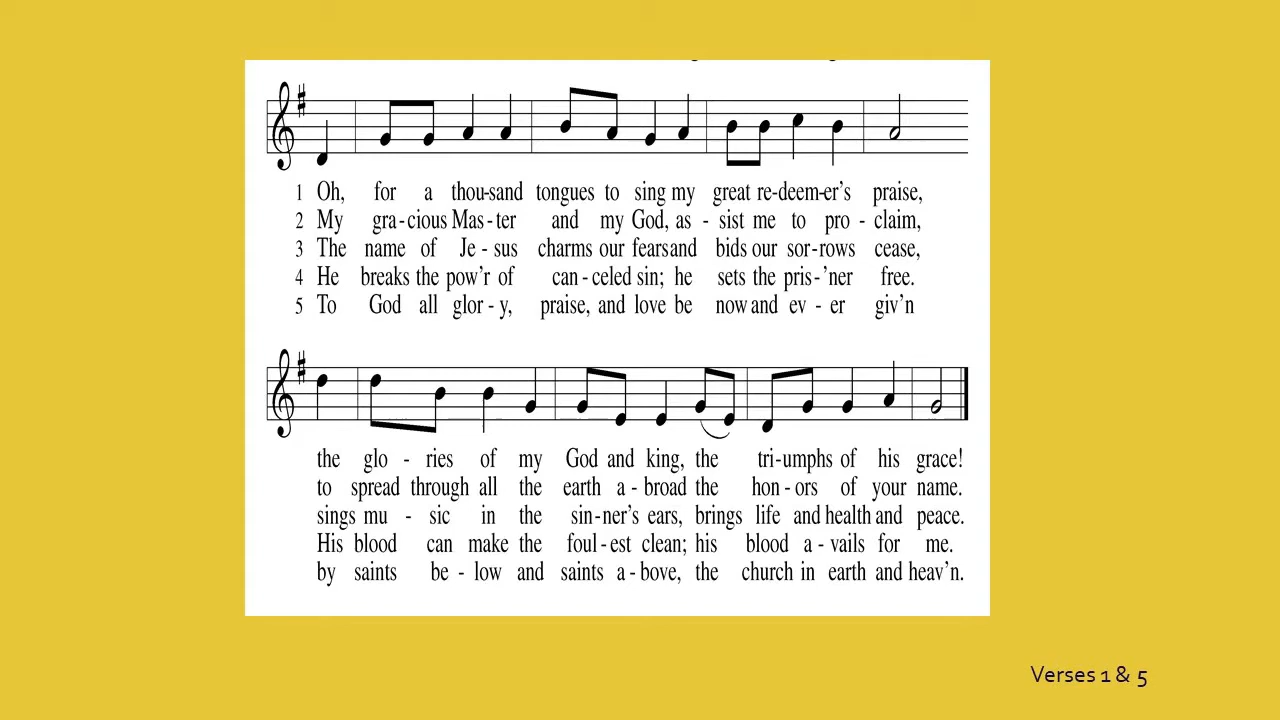 1 Oh, for a thou-sand tongues to sing my great re-deem-er's praise,
2 My gra-cious Mas-ter and my God, as-sist me to pro-claim,
3 The name of Je-sus charms our fears and bids our sor-rows cease,
4 He breaks the pow'r of can-celed sin; he sets the pris-'ner free.
5 To God all glor-y, praise, and love be now and ev-er giv'n
the glo-ries of my God and king, the tri-umphs of his grace!
to spread through all the earth a-broad the hon-ors of your name.
sings mu-sic in the sin-ner's ears, brings life and health and peace.
His blood can make the foul-est clean; his blood a-vails for me.
by saints be-low and saints a-bove, the church in earth and heav'n.
Verses 1 & 5